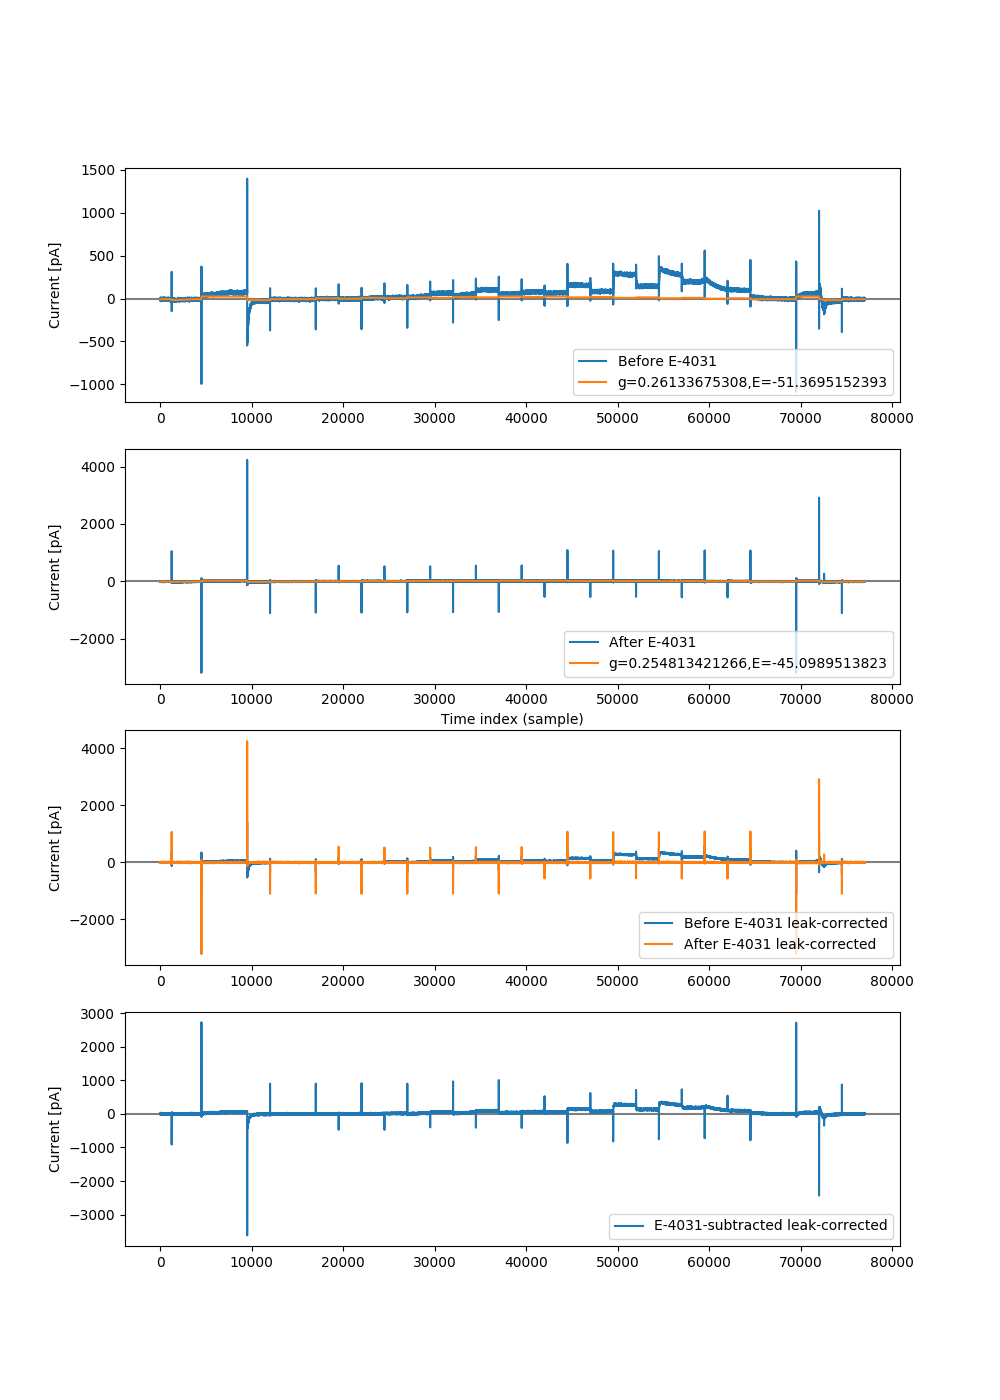 1500
1000
500
0
−500
−1000
Current [pA]
Before E-4031
g=0.26133675308,E=-51.3695152393
0 10000 20000 30000 40000 50000 60000 70000 80000
4000
2000
0
−2000
Current [pA]
After E-4031
g=0.254813421266,E=-45.0989513823
0 10000 20000 30000 40000 50000 60000 70000 80000
Time index (sample)
4000
2000
0
−2000
Current [pA]
Before E-4031 leak-corrected
After E-4031 leak-corrected
0 10000 20000 30000 40000 50000 60000 70000 80000
3000
2000
1000
0
−1000
−2000
−3000
Current [pA]
E-4031-subtracted leak-corrected
0 10000 20000 30000 40000 50000 60000 70000 80000